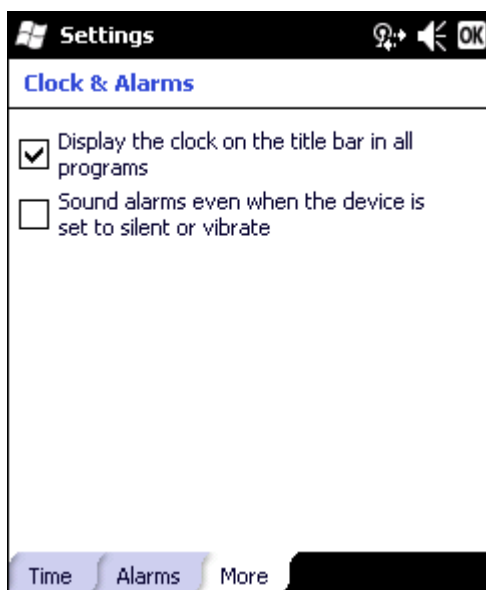 Settings
OK
Clock & Alarms
Display the clock on the title bar in all
programs
Sound alarms even when the device is
set to silent or vibrate
Time
Alarms
More